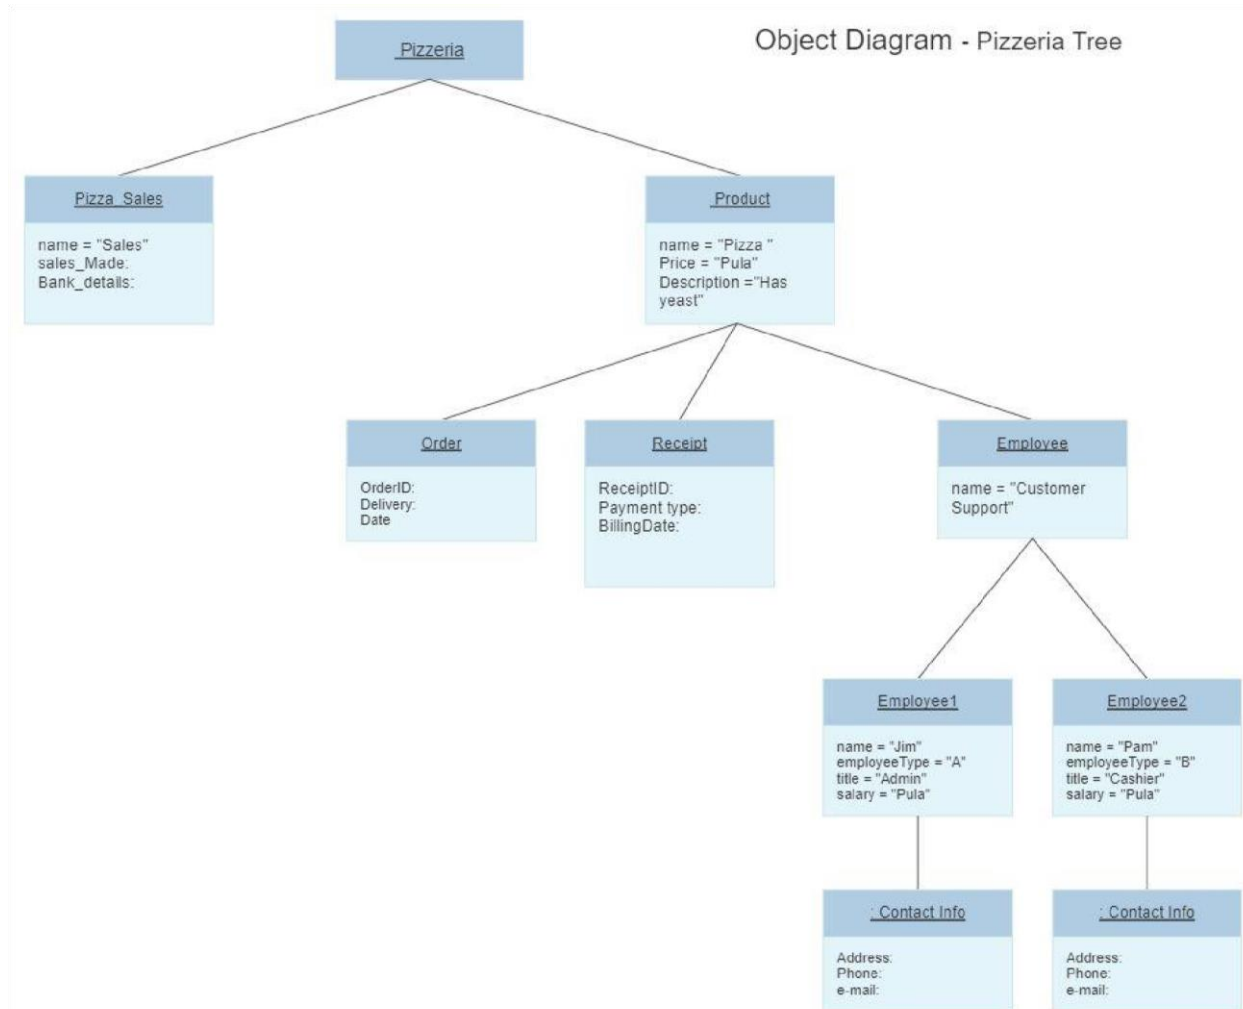 Pizzeria
Object Diagram - Pizzeria Tree
Pizza_Sales
name = "Sales"
sales_Made:
Bank_details:
Product
name = "Pizza "
Price = "Pula"
Description ="Has
yeast"
Order
OrderID:
Delivery:
Date
Receipt
ReceiptID:
Payment type:
BillingDate:
Employee
name = "Customer
Support"
Employee1
name = "Jim"
employeeType = "A"
title = "Admin"
salary = "Pula"
Employee2
name = "Pam"
employeeType = "B"
title = "Cashier"
salary = "Pula"
: Contact Info
Address:
Phone:
e-mail:
: Contact Info
Address:
Phone:
e-mail: